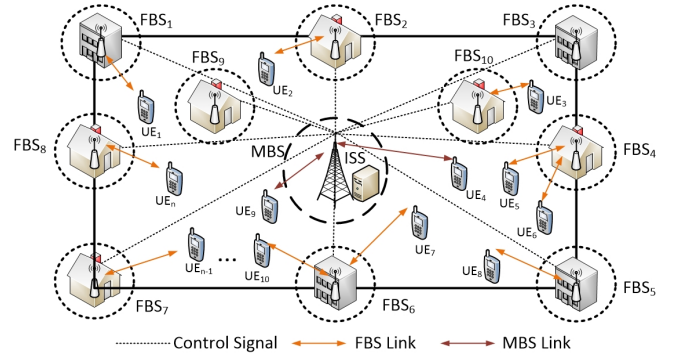 FBS1
FBS2
FBS3
FBS9
FBS10
UE2
UE1
UE3
FBS8
MBS
ISS
FBS4
UEn
UE4
UE5
UE9
UE6
UE7
UEn-1
...
UE10
UE8
FBS7
FBS6
FBS5
Control Signal
FBS Link
MBS Link